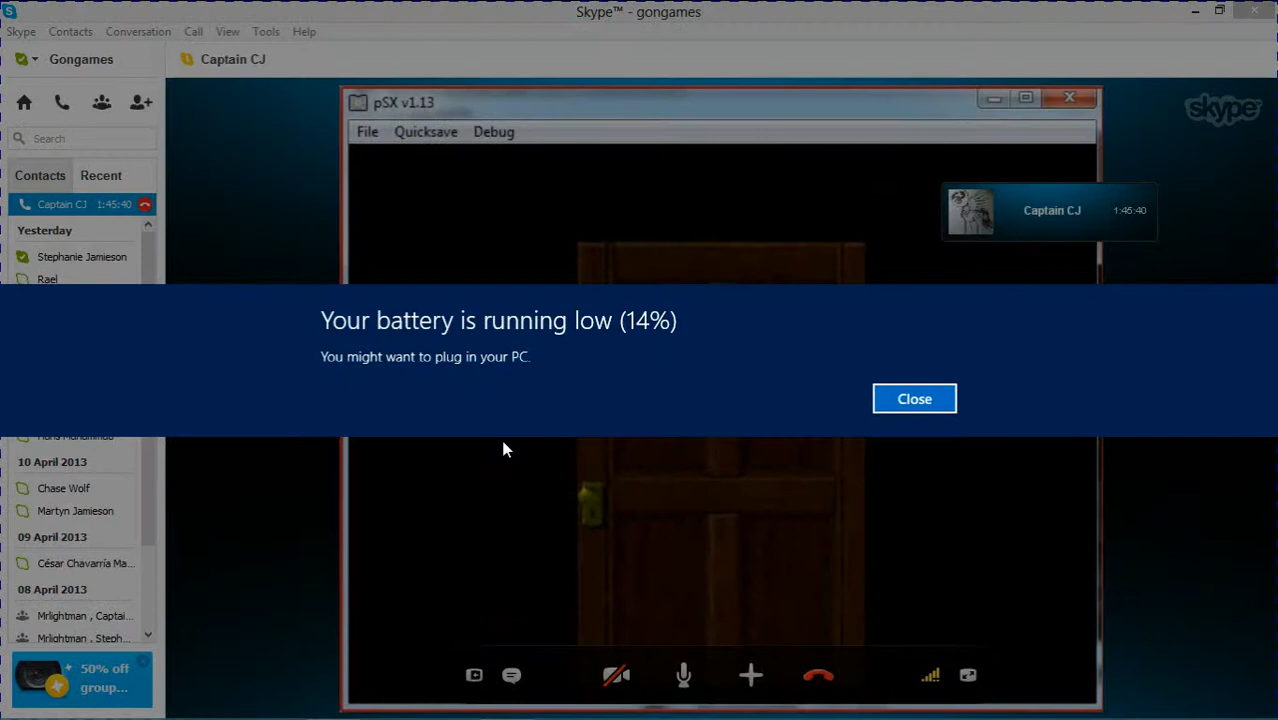 Skype™ - gongames
Skype Contacts Conversation Call View Tools Help
Gongames
Captain CJ
pSX v1.13
File Quicksave Debug
skype
Search
Contacts Recent
Captain CJ 1:45:40
Captain CJ 1:45:40
Yesterday
Stephanie Jamieson
Rael
Your battery is running low (14%)
You might want to plug in your PC.
Close
10 April 2013
Chase Wolf
Martyn Jamieson
09 April 2013
César Chavarría Ma...
08 April 2013
Mrlightman , Captai...
Mrlightman , Steph...
50% off
group...